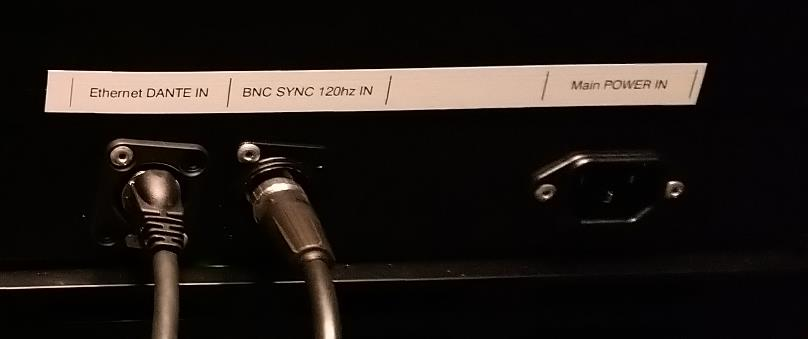 Ethernet DANTE IN
BNC SYNC 120hz IN
Main POWER IN